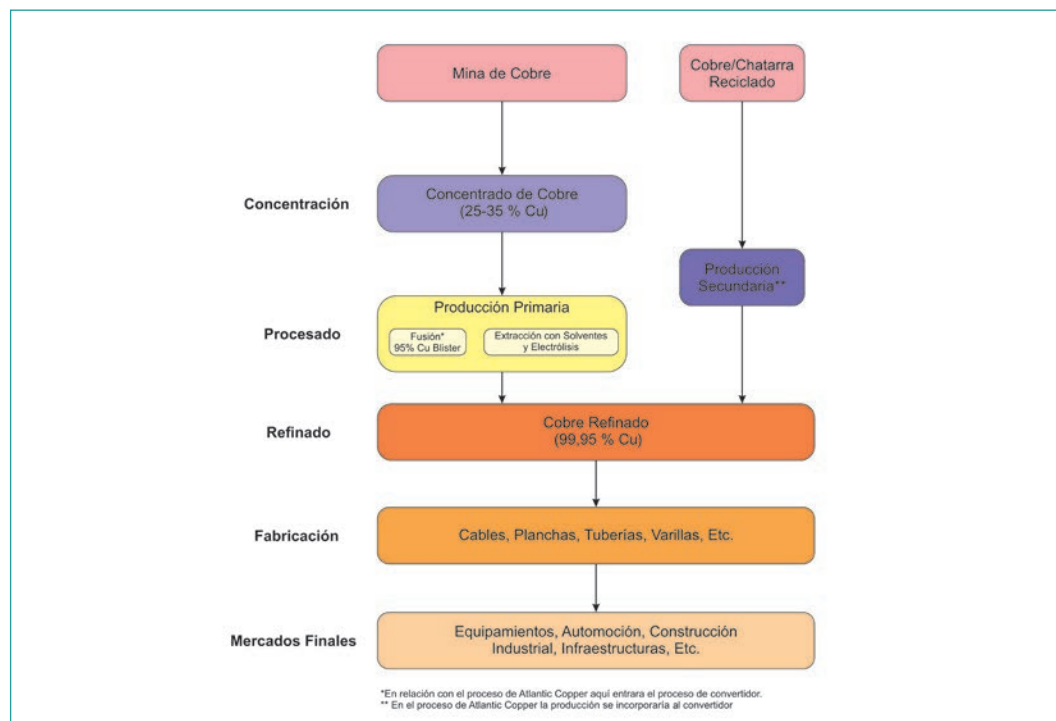 Mina de Cobre
Cobre/Chatarra
Reciclado
Concentración
Concentrado de Cobre
(25-35 % Cu)
Producción
Secundaria**
Procesado
Producción Primaria
Fusión*
95% Cu Blister
Extracción con Solventes
y Electrólisis
Refinado
Cobre Refinado
(99,95 % Cu)
Fabricación
Cables, Planchas, Tuberías, Varillas, Etc.
Mercados Finales
Equipamientos, Automoción, Construcción
Industrial, Infraestructuras, Etc.
*En relación con el proceso de Atlantic Copper aquí entrara el proceso de convertidor.
** En el proceso de Atlantic Copper la producción se incorporaría al convertidor